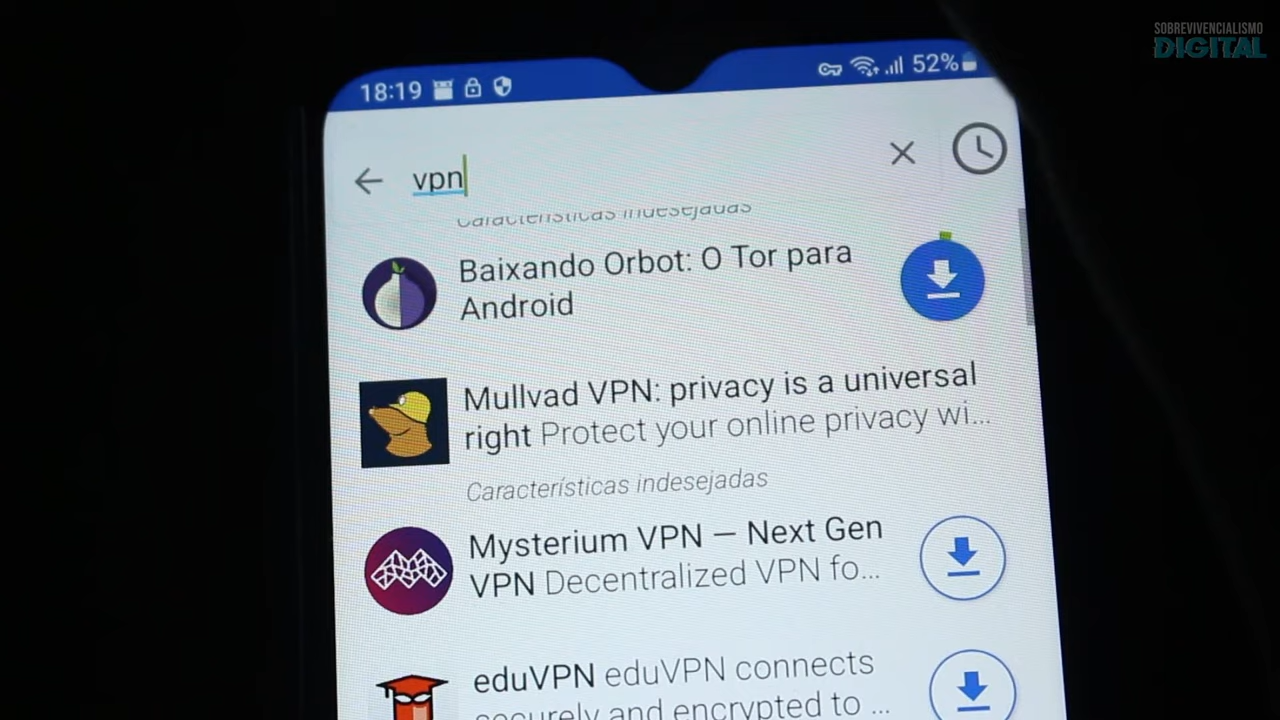 SOBREVIVENCIALISMO
DIGITAL
18:19
52%
vpn
Características indesejadas
Baixando Orbot: O Tor para
Android
Mullvad VPN: privacy is a universal
right Protect your online privacy wi...
Características indesejadas
Mysterium VPN — Next Gen
VPN Decentralized VPN fo...
eduVPN eduVPN connects
securely and encrypted to ...